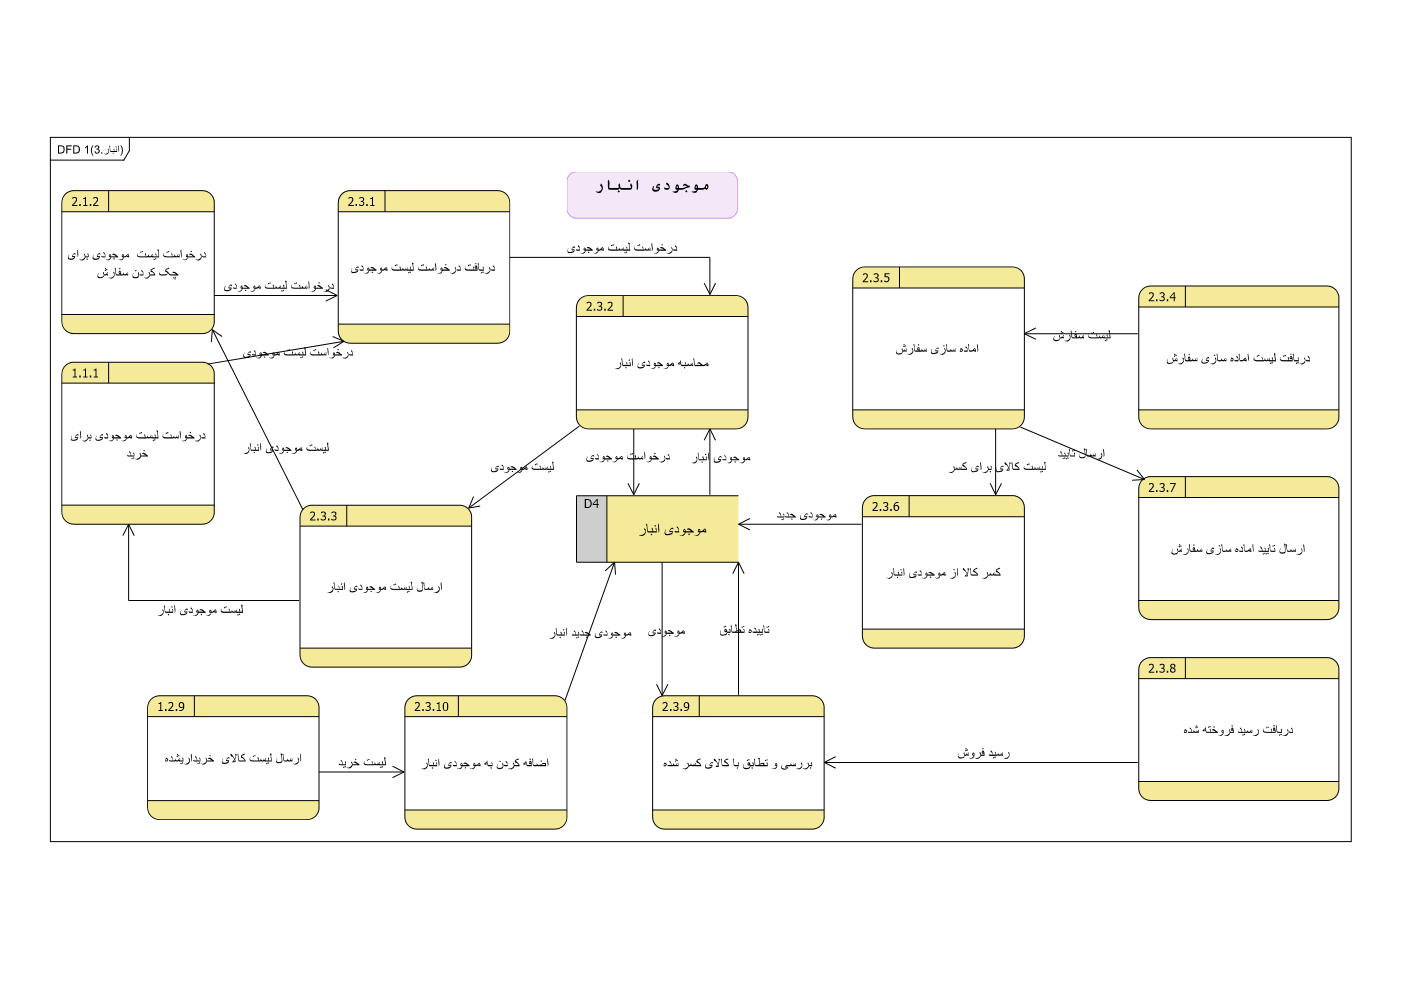 DFD 1(3.انبار)
موجودی انبار
2.1.2
درخواست لیست موجودی برای
چک کردن سفارش
درخواست لیست موجودی
2.3.1
دریافت درخواست لیست موجودی
درخواست لیست موجودی
1.1.1
درخواست لیست موجودی برای
خرید
درخواست لیست موجودی
2.3.2
محاسبه موجودی انبار
لیست موجودی
درخواست موجودی
موجودی انبار
2.3.3
ارسال لیست موجودی انبار
لیست موجودی انبار
لیست موجودی انبار
D4
موجودی انبار
2.3.4
دریافت لیست اماده سازی سفارش
لیست سفارش
2.3.5
اماده سازی سفارش
لیست کالای برای کسر
ارسال تایید
2.3.6
کسر کالا از موجودی انبار
موجودی جدید
2.3.7
ارسال تایید اماده سازی سفارش
2.3.8
دریافت رسید فروخته شده
رسید فروش
2.3.9
بررسی و تطابق با کالای کسر شده
موجودی
تاییده تطابق
1.2.9
ارسال لیست کالای خریداریشده
لیست خرید
2.3.10
اضافه کردن به موجودی انبار
موجودی جدید انبار